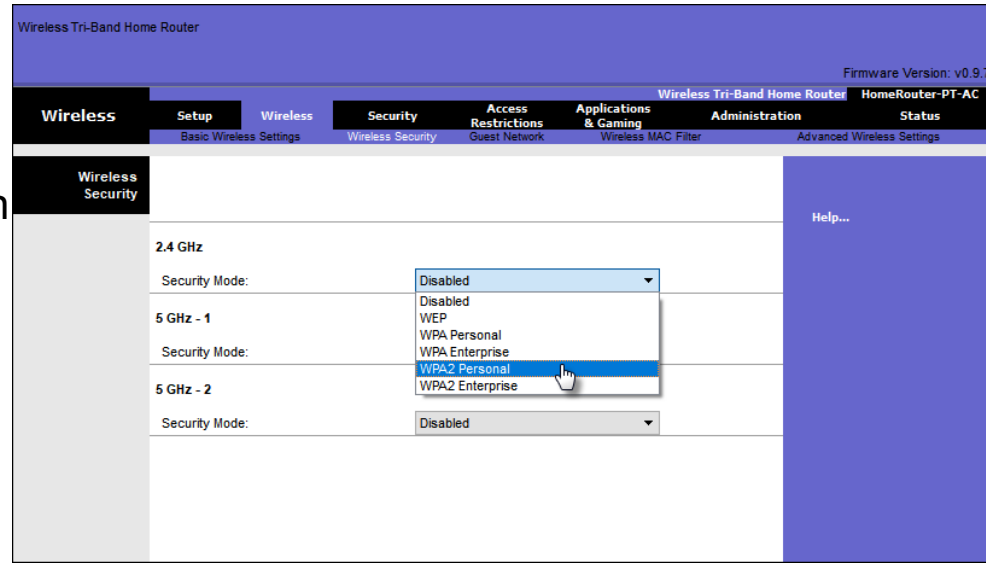 Wireless Tri-Band Home Router
Firmware Version: v0.9.7
Wireless Tri-Band Home Router HomeRouter-PT-AC
Wireless Setup Wireless Security Access Restrictions Applications & Gaming Administration Status
Basic Wireless Settings Wireless Security Guest Network Wireless MAC Filter Advanced Wireless Settings
Wireless
Security
Help...
2.4 GHz
Security Mode: Disabled
Disabled
WEP
WPA Personal
WPA Enterprise
WPA2 Personal
WPA2 Enterprise
5 GHz - 1
Security Mode:
5 GHz - 2
Security Mode: Disabled